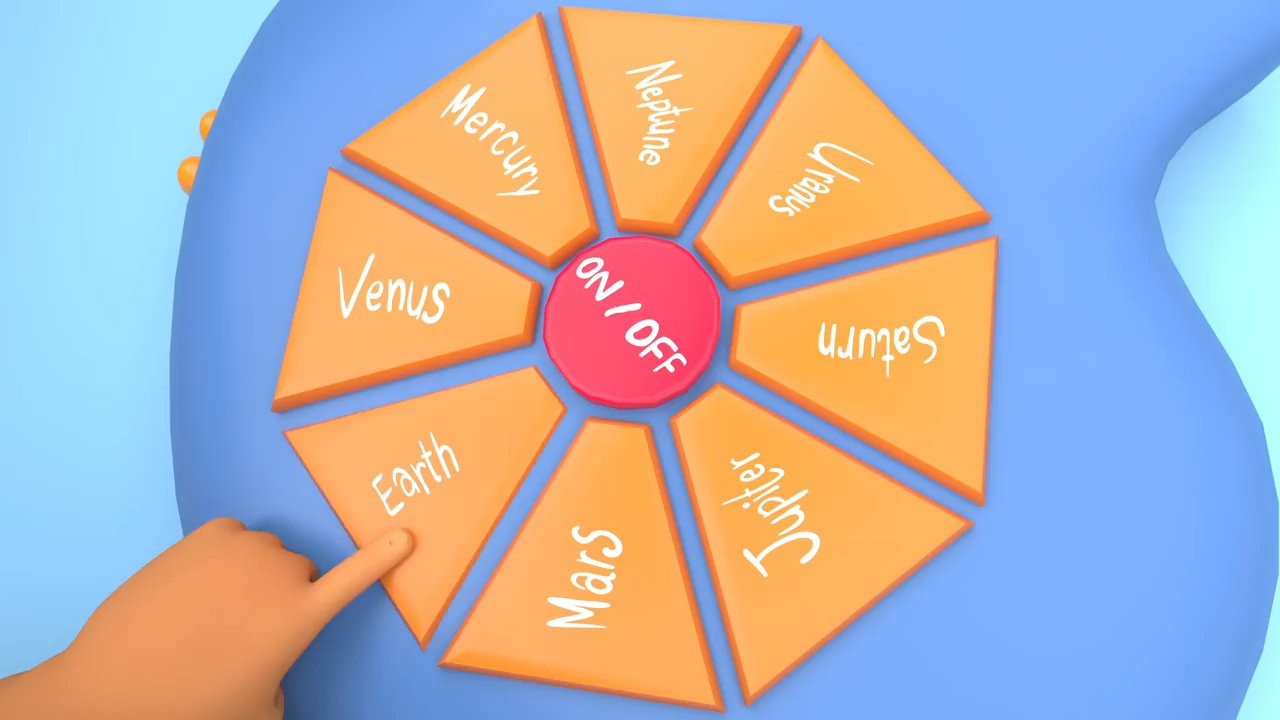 Neptune
Uranus
Saturn
Jupiter
Mars
Earth
Venus
Mercury
ON / OFF